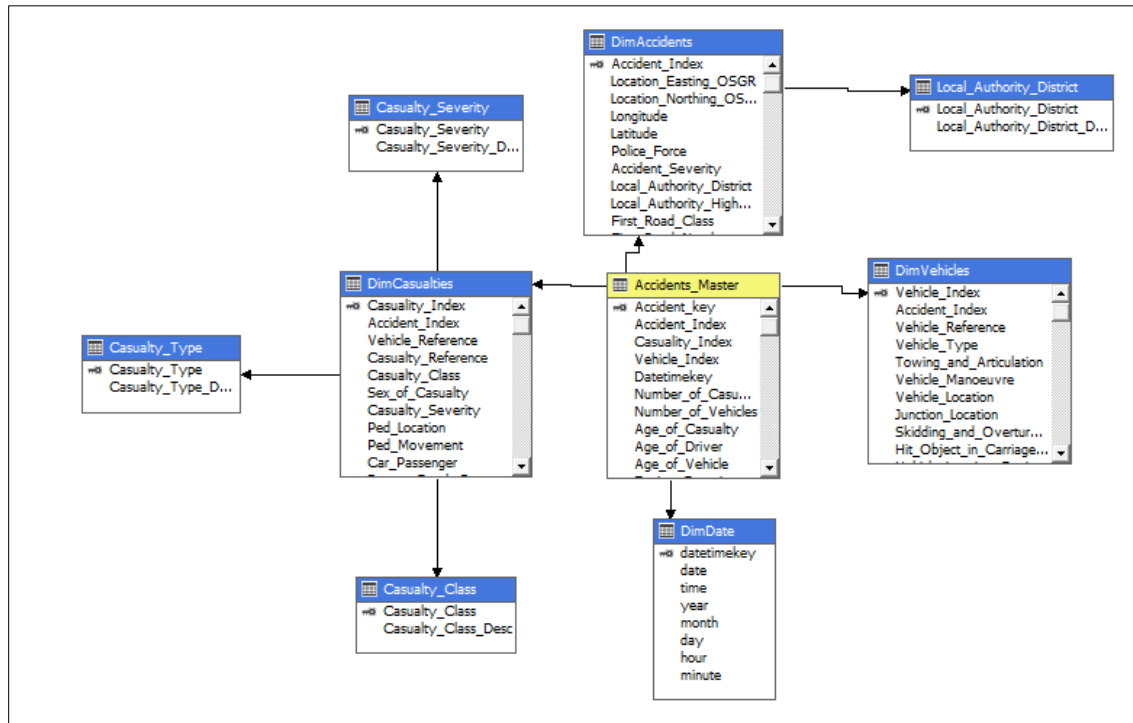 DimAccidents
Accident_Index
Location_Easting_OSGR
Location_Northing_OS...
Longitude
Latitude
Police_Force
Accident_Severity
Local_Authority_District
Local_Authority_High...
First_Road_Class
Local_Authority_District
Local_Authority_District
Local_Authority_District_D...
Casualty_Severity
Casualty_Severity
Casualty_Severity_D...
DimCasualties
Casuality_Index
Accident_Index
Vehicle_Reference
Casualty_Reference
Casualty_Class
Sex_of_Casualty
Casualty_Severity
Ped_Location
Ped_Movement
Car_Passenger
Accidents_Master
Accident_key
Accident_Index
Casuality_Index
Vehicle_Index
Datetimekey
Number_of_Casu...
Number_of_Vehicles
Age_of_Casualty
Age_of_Driver
Age_of_Vehicle
DimVehicles
Vehicle_Index
Accident_Index
Vehicle_Reference
Vehicle_Type
Towing_and_Articulation
Vehicle_Manoeuvre
Vehicle_Location
Junction_Location
Skidding_and_Overtur...
Hit_Object_in_Carriage...
Casualty_Type
Casualty_Type
Casualty_Type_D...
DimDate
datetimekey
date
time
year
month
day
hour
minute
Casualty_Class
Casualty_Class
Casualty_Class_Desc